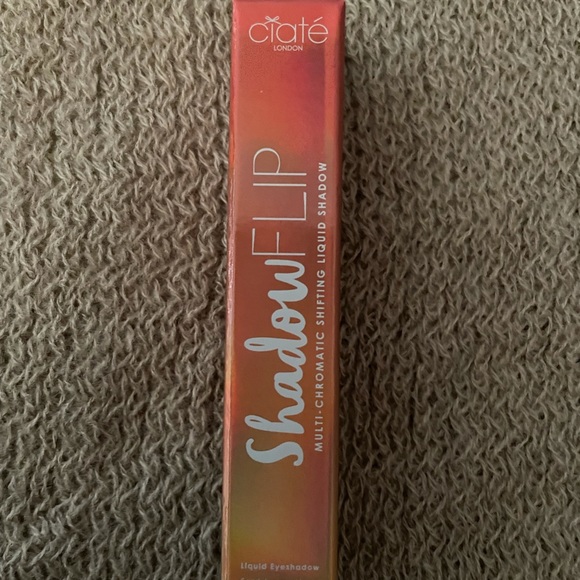 ciaté
LONDON
ShadowFLIP
MULTI-CHROMATIC SHIFTING LIQUID SHADOW
Liquid Eyeshadow